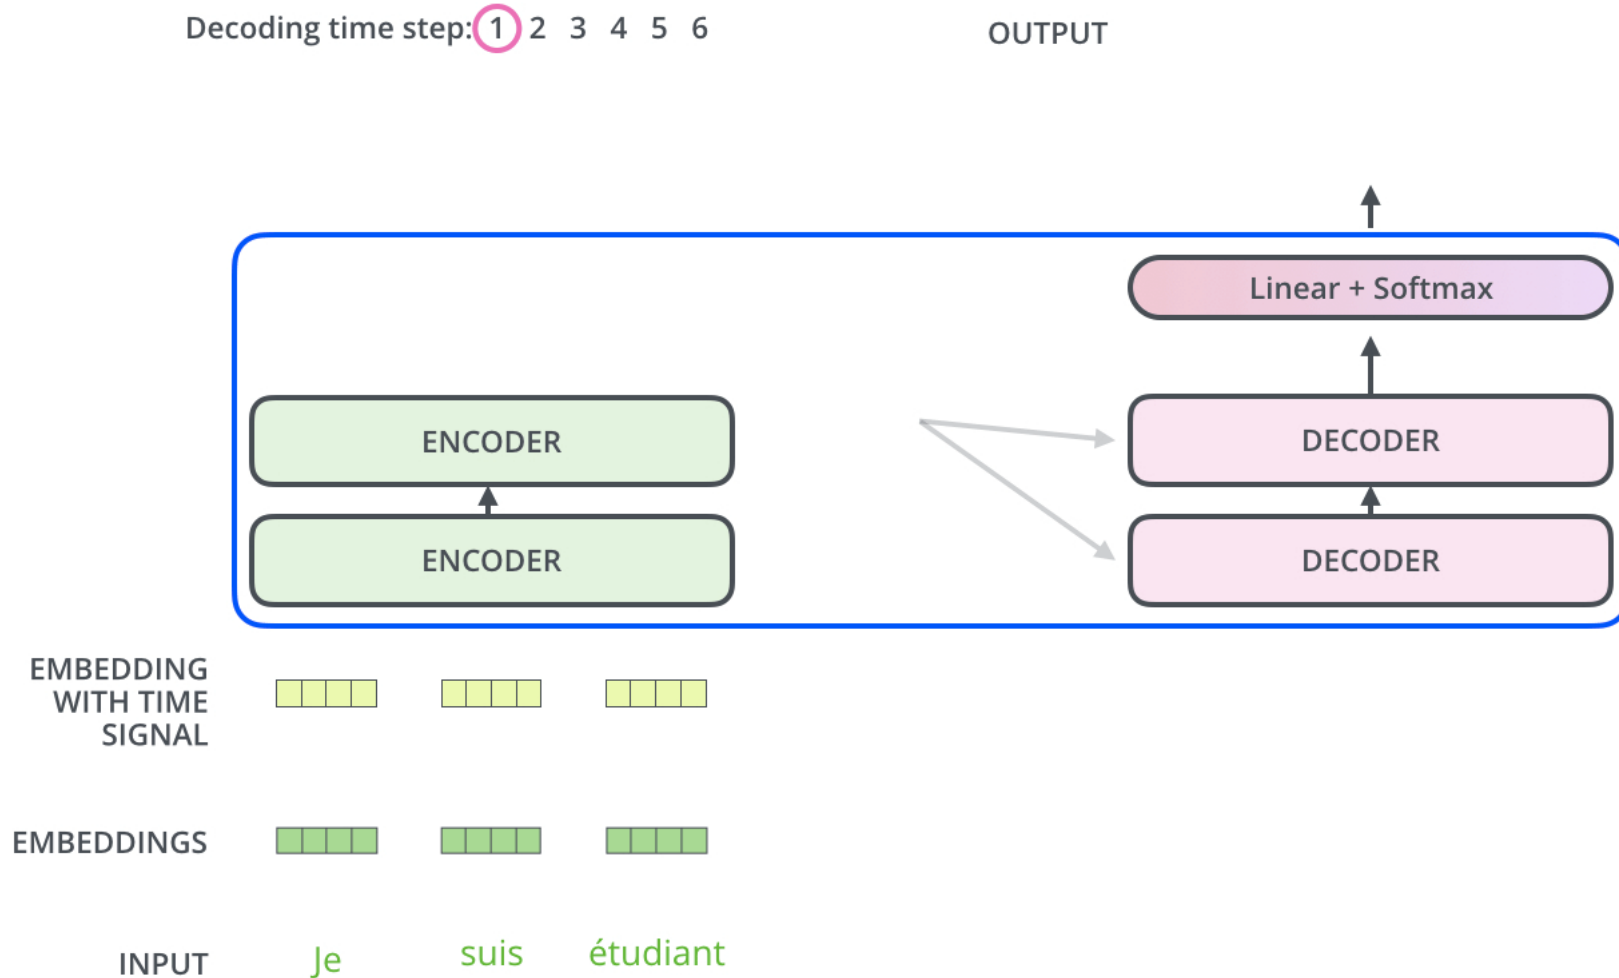 Decoding time step: 1 2 3 4 5 6
OUTPUT
Linear + Softmax
ENCODER
DECODER
ENCODER
DECODER
EMBEDDING
WITH TIME
SIGNAL
EMBEDDINGS
INPUT
Je suis étudiant